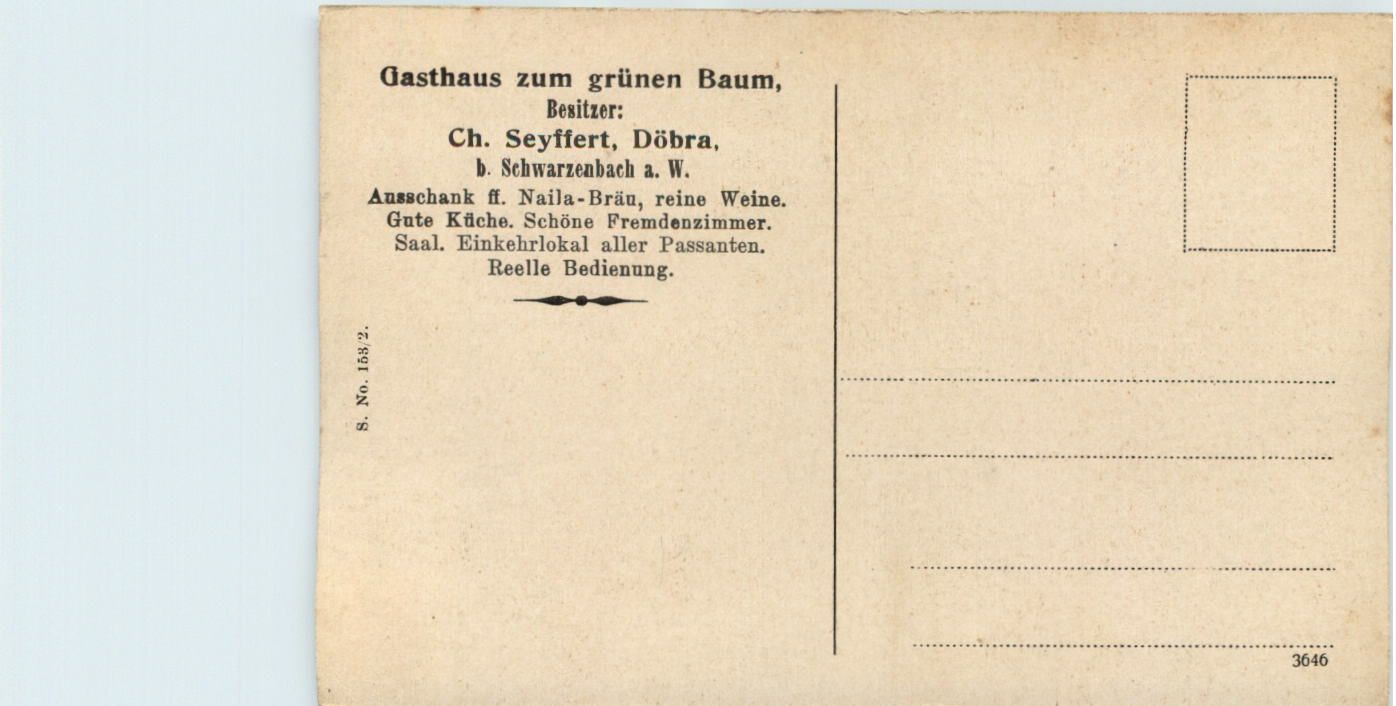 Gasthaus zum grünen Baum,
Besitzer:
Ch. Seyffert, Döbra,
b. Schwarzenbach a. W.
Ausschank ff. Naila-Bräu, reine Weine.
Gute Küche. Schöne Fremdenzimmer.
Saal. Einkehrlokal aller Passanten.
Reelle Bedienung.
S. No. 153/2.
3646